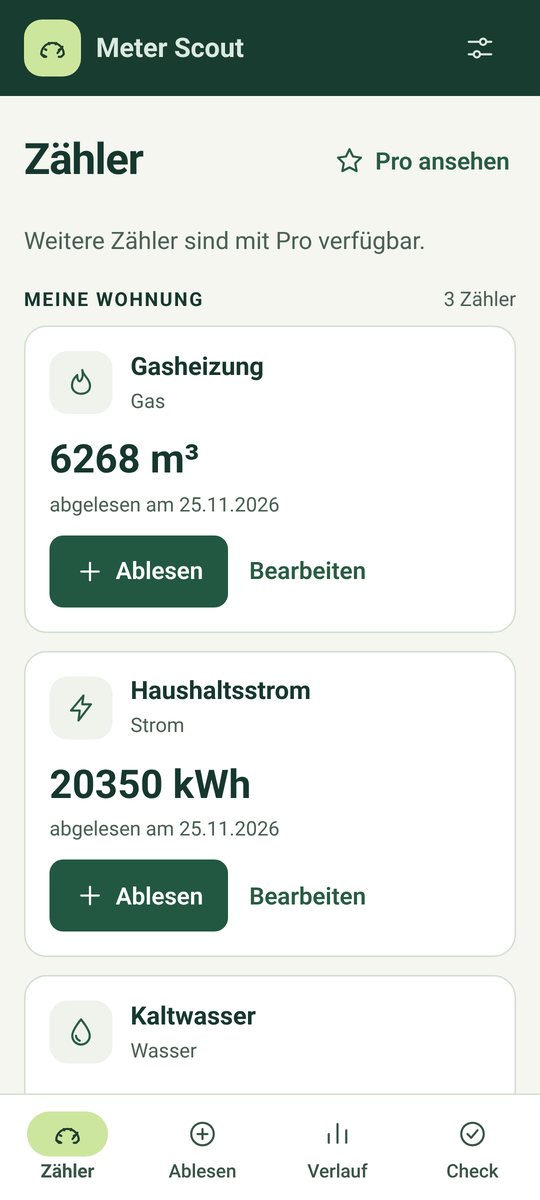 Meter Scout
Zähler
Pro ansehen
Weitere Zähler sind mit Pro verfügbar.
MEINE WOHNUNG
3 Zähler
Gasheizung
Gas
6268 m³
abgelesen am 25.11.2026
Ablesen
Bearbeiten
Haushaltsstrom
Strom
20350 kWh
abgelesen am 25.11.2026
Ablesen
Bearbeiten
Kaltwasser
Wasser
Zähler
Ablesen
Verlauf
Check